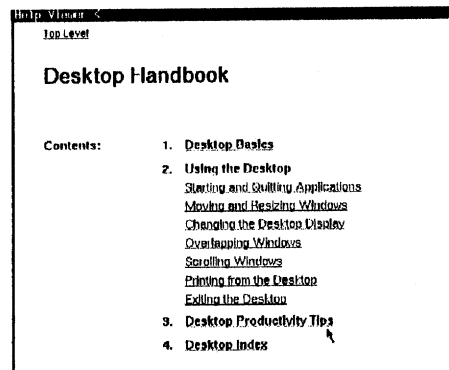 Help Viewer <
Top Level
Desktop Handbook
Contents:
1. Desktop Basics
2. Using the Desktop
Starting and Quitting Applications
Moving and Resizing Windows
Changing the Desktop Display
Overlapping Windows
Scrolling Windows
Printing from the Desktop
Exiting the Desktop
3. Desktop Productivity Tips
4. Desktop Index